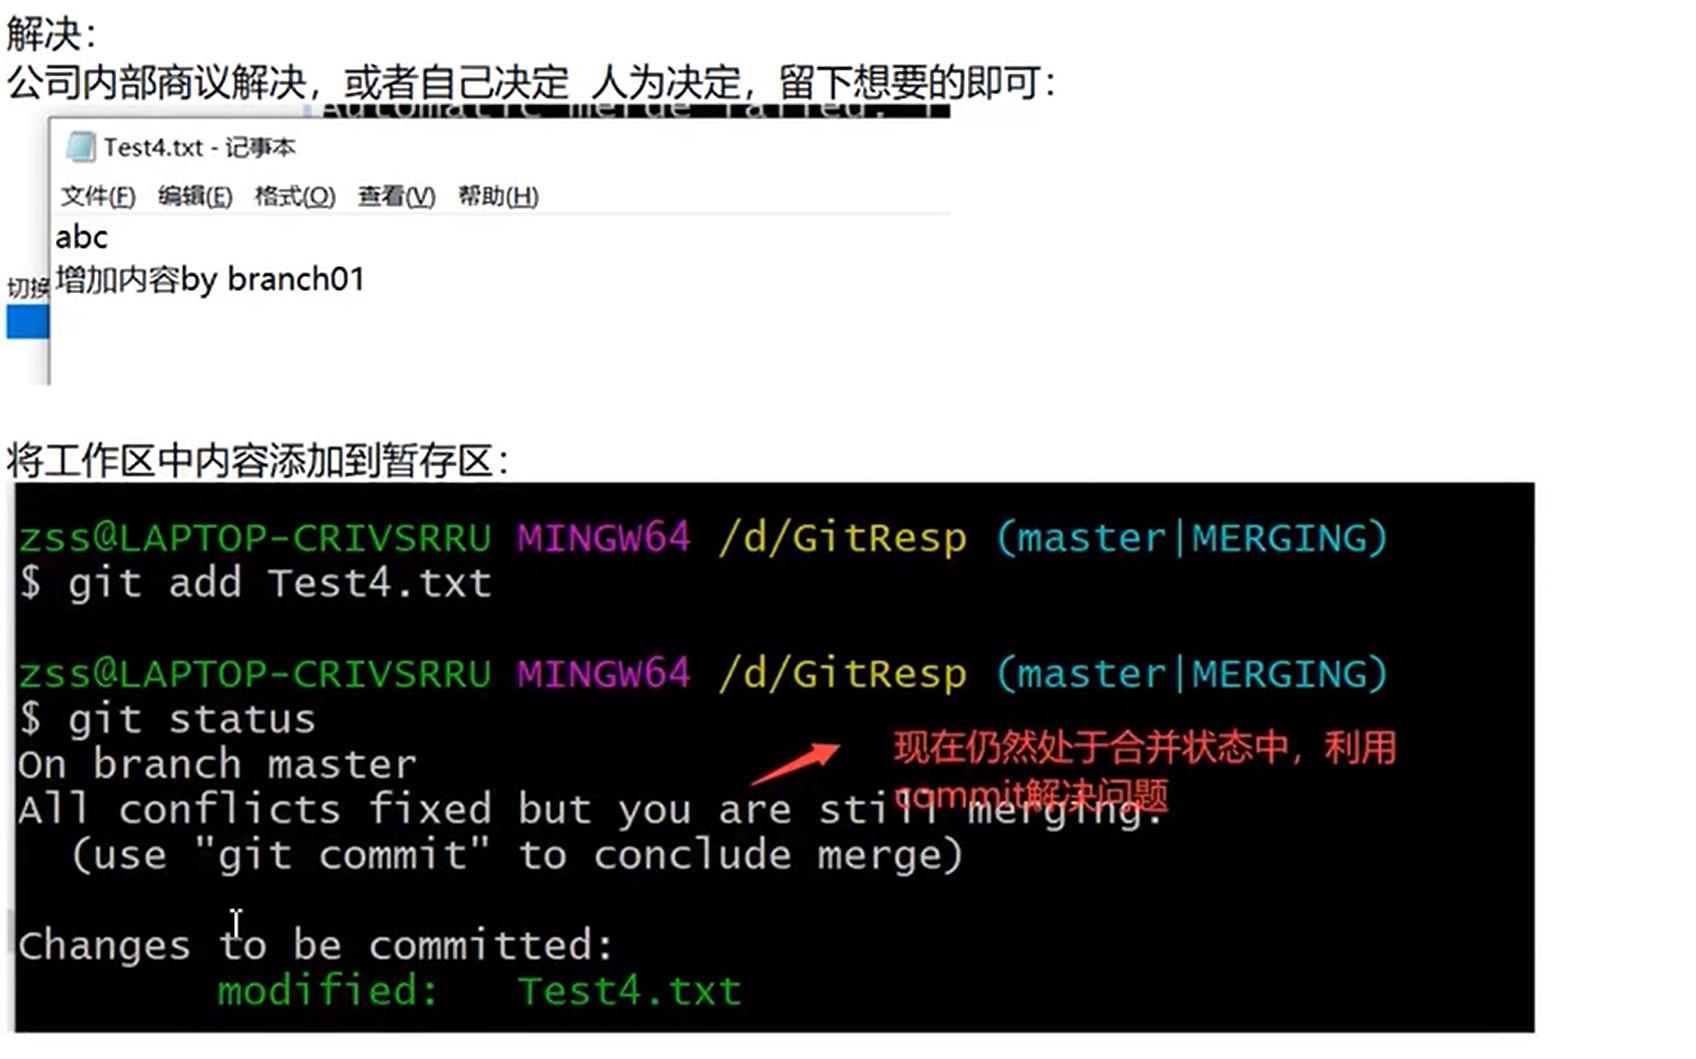 解决：
公司内部商议解决，或者自己决定 人为决定，留下想要的即可：
Automatic merge failed.
Test4.txt - 记事本
文件(F) 编辑(E) 格式(O) 查看(V) 帮助(H)
abc
切换
增加内容by branch01
将工作区中内容添加到暂存区：
zss@LAPTOP-CRIVSRRU MINGW64 /d/GitResp (master|MERGING)
$ git add Test4.txt
zss@LAPTOP-CRIVSRRU MINGW64 /d/GitResp (master|MERGING)
$ git status
On branch master
现在仍然处于合并状态中，利用
commit解决问题
All conflicts fixed but you are still merging.
(use "git commit" to conclude merge)
Changes to be committed:
modified: Test4.txt